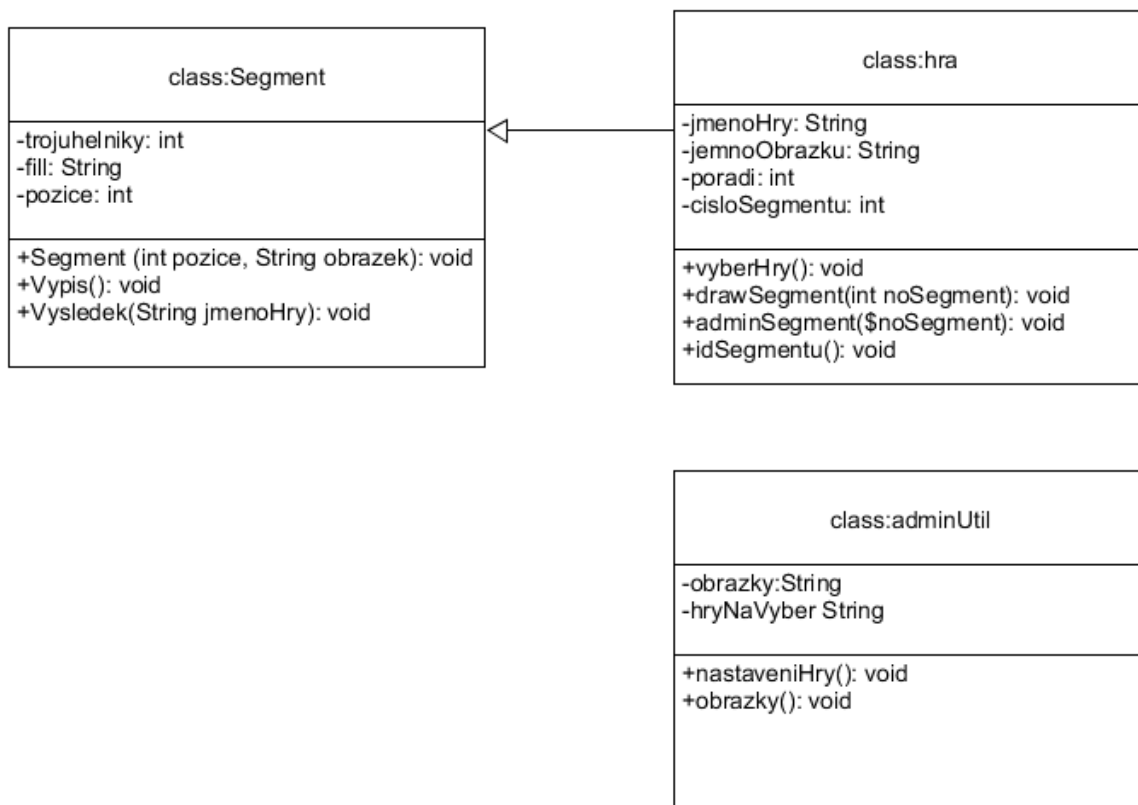 class:Segment
-trojuhelniky: int
-fill: String
-pozice: int
+Segment (int pozice, String obrazek): void
+Vypis(): void
+Vysledek(String jmenoHry): void
class:hra
-jmenoHry: String
-jemnoObrazku: String
-poradi: int
-cisloSegmentu: int
+vyberHry(): void
+drawSegment(int noSegment): void
+adminSegment($noSegment): void
+idSegmentu(): void
class:adminUtil
-obrazky:String
-hryNaVyber String
+nastaveniHry(): void
+obrazky(): void